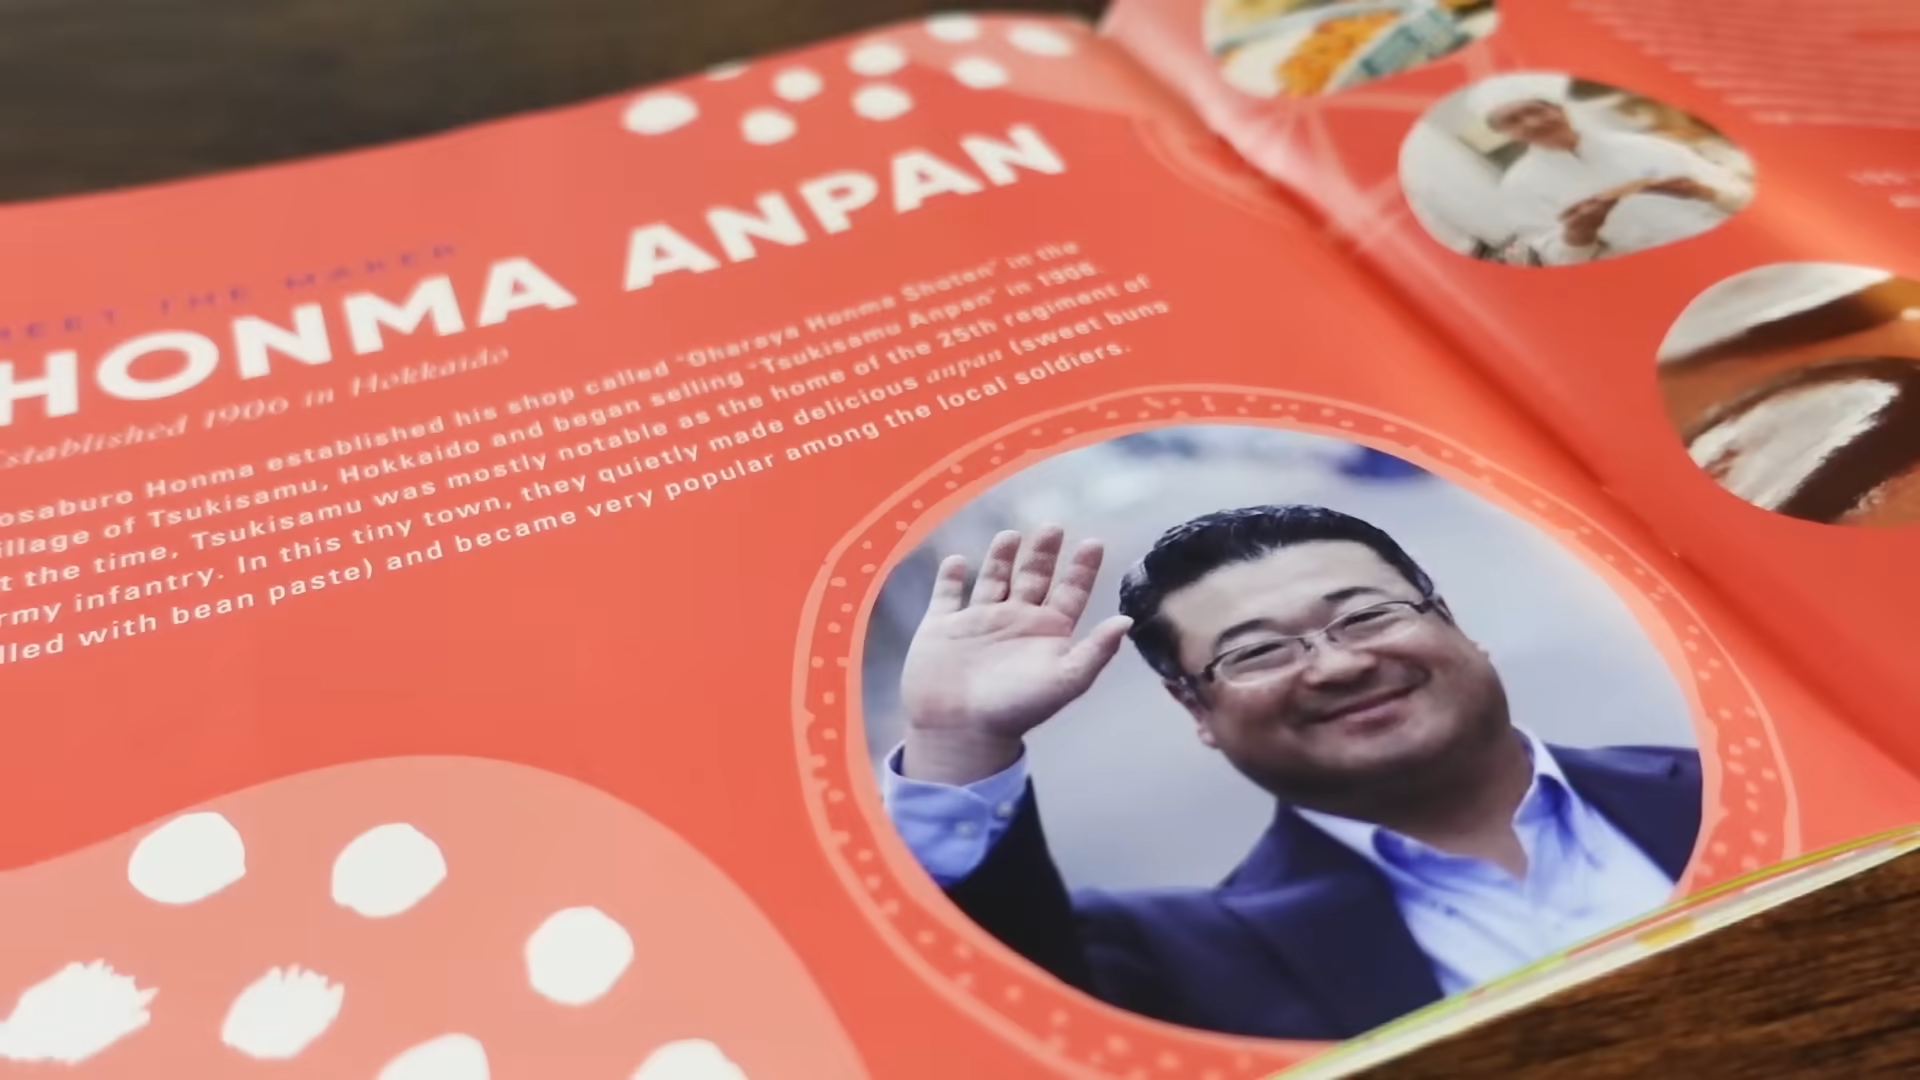 MEET THE MAKER
HONMA ANPAN
Established 1906 in Hokkaido
osaburo Honma established his shop called "Oharaya Honma Shoten" in the
illage of Tsukisamu, Hokkaido and began selling "Tsukisamu Anpan" in 1906.
t the time, Tsukisamu was mostly notable as the home of the 25th regiment of
rmy infantry. In this tiny town, they quietly made delicious anpan (sweet buns
lled with bean paste) and became very popular among the local soldiers.